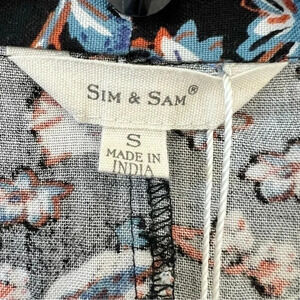 SIM & SAM®
S
MADE IN
INDIA